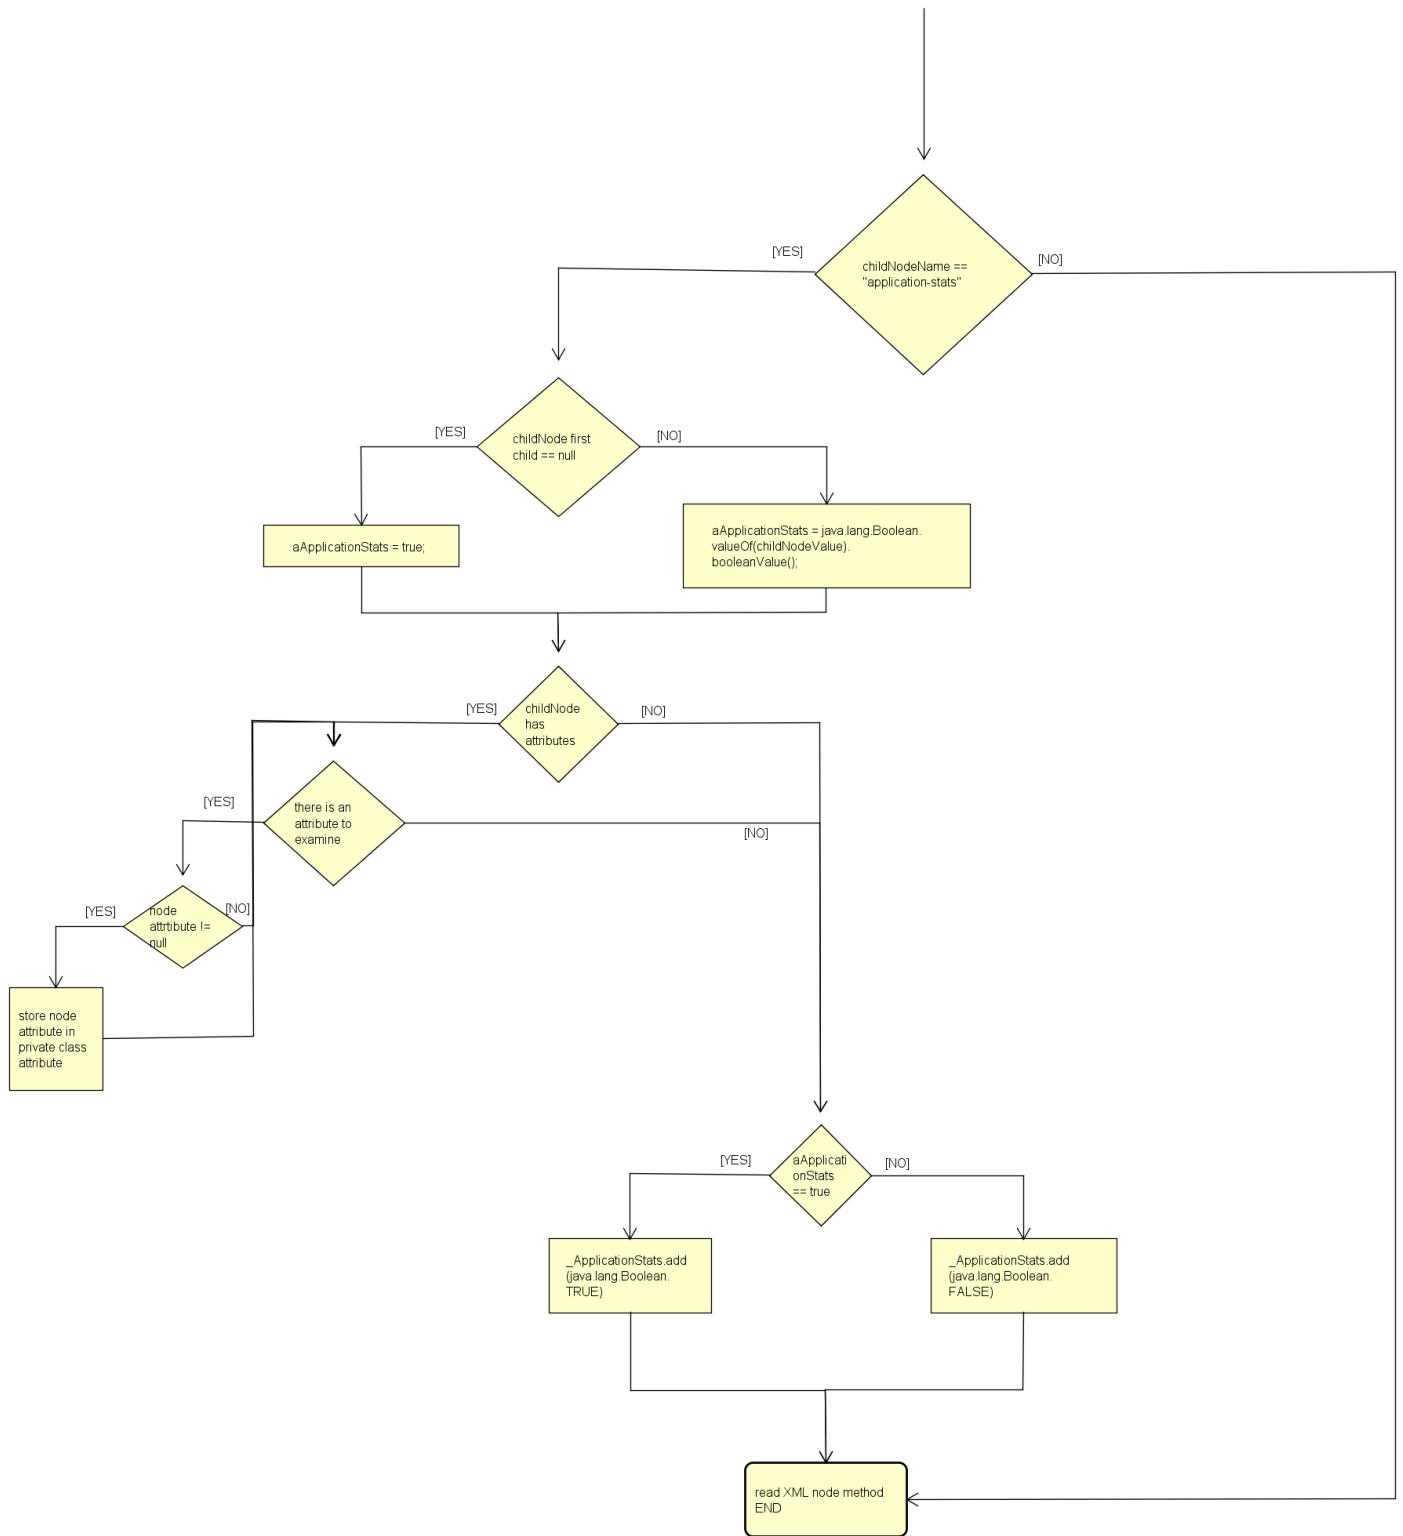 [YES]
childNodeName ==
"application-stats"
[NO]
[YES]
childNode first
child == null
[NO]
aApplicationStats = true;
aApplicationStats = java.lang.Boolean.
valueOf(childNodeValue).
booleanValue();
[YES]
childNode
has
attributes
[NO]
[YES]
there is an
attribute to
examine
[NO]
[YES]
node
attrtibute !=
null
[NO]
store node
attribute in
private class
attribute
[YES]
aApplicati
onStats
== true
[NO]
_ApplicationStats.add
(java.lang.Boolean.
TRUE)
_ApplicationStats.add
(java.lang.Boolean.
FALSE)
read XML node method
END